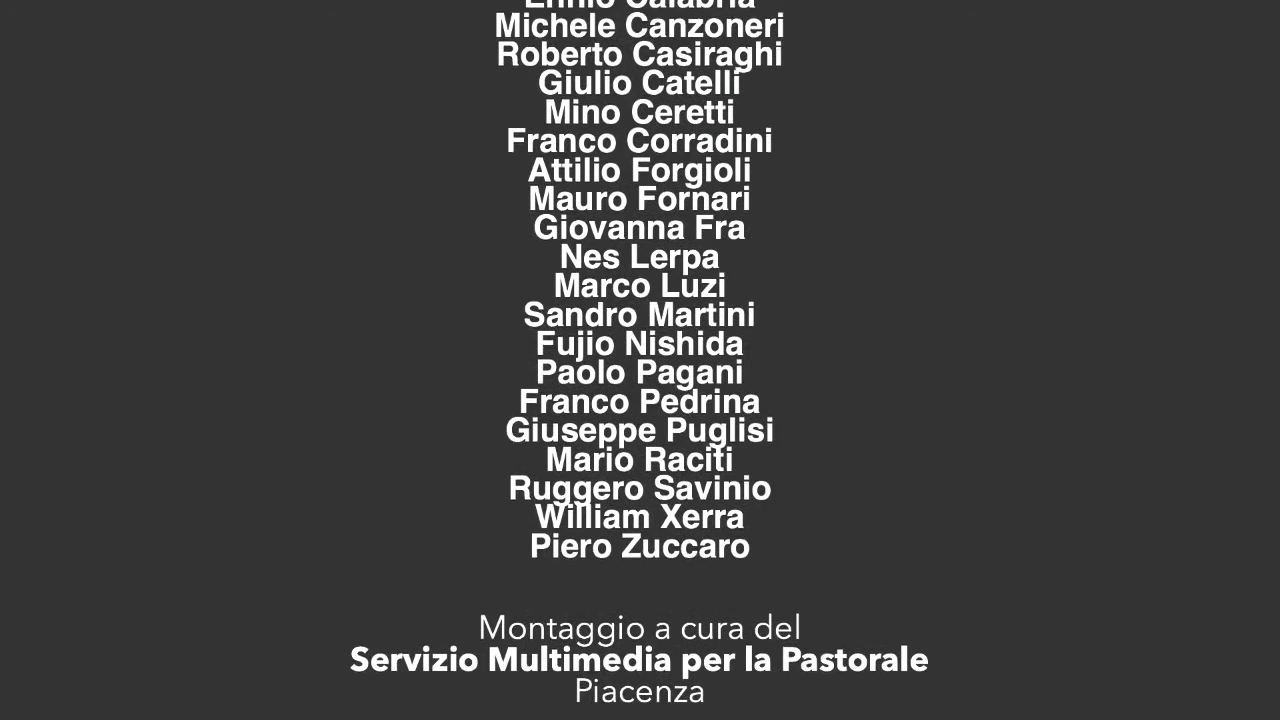 Ennio Calabria
Michele Canzoneri
Roberto Casiraghi
Giulio Catelli
Mino Ceretti
Franco Corradini
Attilio Forgioli
Mauro Fornari
Giovanna Fra
Nes Lerpa
Marco Luzi
Sandro Martini
Fujio Nishida
Paolo Pagani
Franco Pedrina
Giuseppe Puglisi
Mario Raciti
Ruggero Savinio
William Xerra
Piero Zuccaro
Montaggio a cura del
Servizio Multimedia per la Pastorale
Piacenza